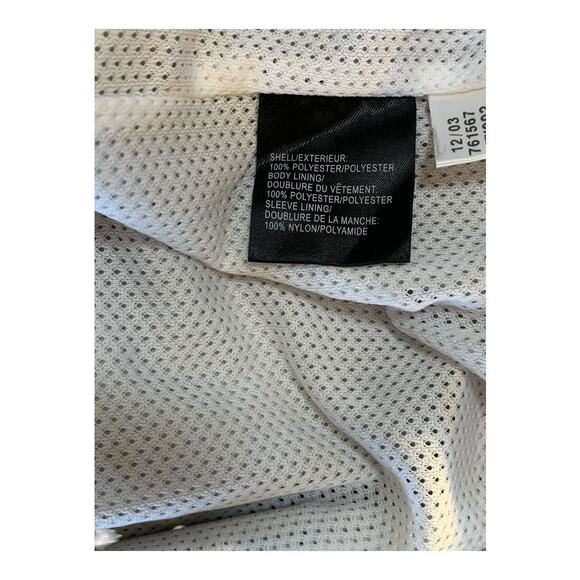 SHELL/EXTERIEUR:
100% POLYESTER/POLYESTER
BODY LINING/
DOUBLURE DU VÊTEMENT:
100% POLYESTER/POLYESTER
SLEEVE LINING/
DOUBLURE DE LA MANCHE:
100% NYLON/POLYAMIDE
12/03
761567